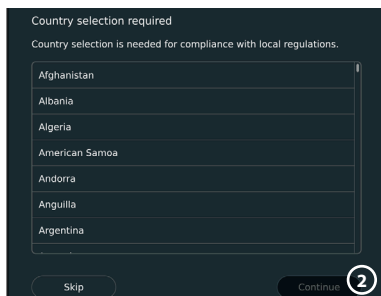 Country selection required
Country selection is needed for compliance with local regulations.
Afghanistan
Albania
Algeria
American Samoa
Andorra
Anguilla
Argentina
Skip
Continue
2